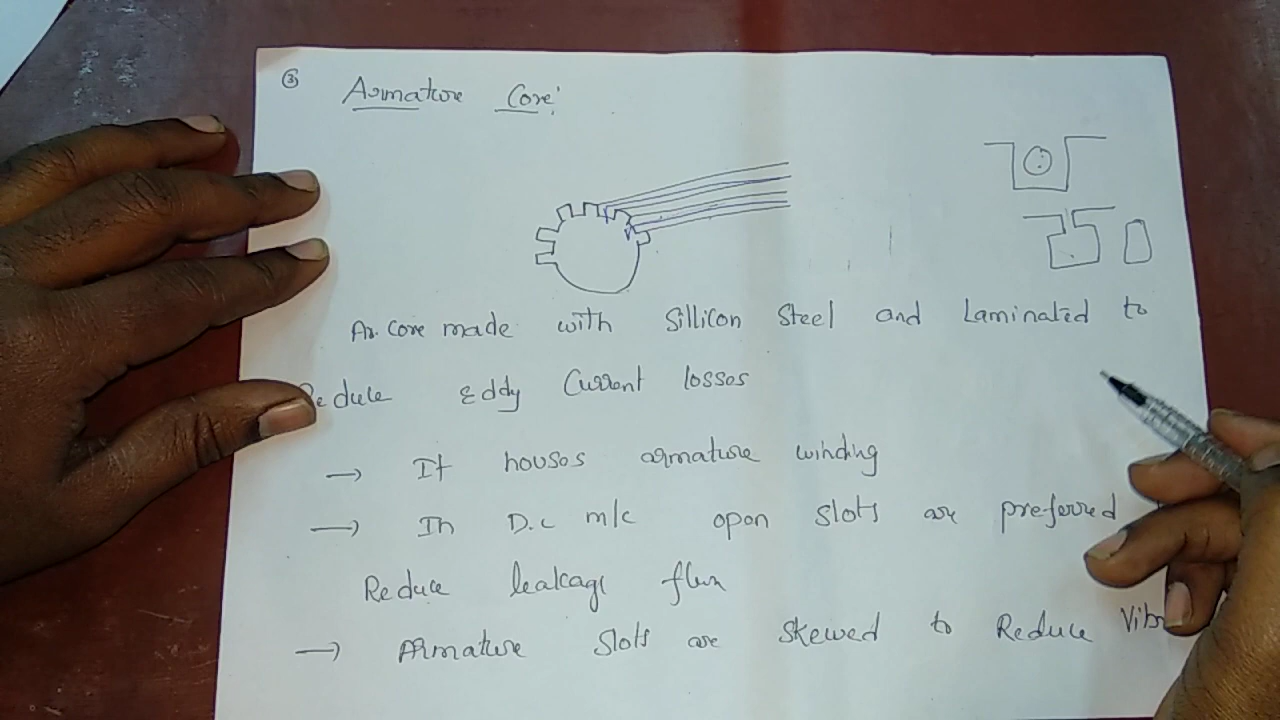 ③ Armature Core:
Ar. Core made with Sillicon Steel and Laminated to
Reduce Eddy Current losses
→ It houses armature winding
→ In D.C m/c open slots are preferred
Reduce leakage flux
→ Armature Slots are Skewed to Reduce